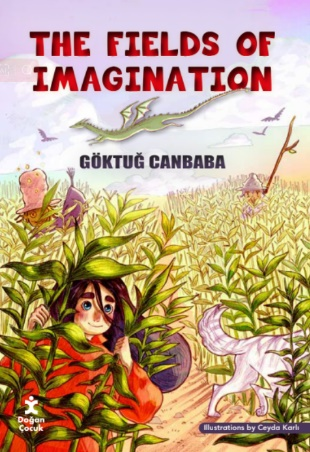 THE FIELDS OF
IMAGINATION
GÖKTUĞ CANBABA
Doğan
Çocuk
Illustrations by Ceyda Karlı